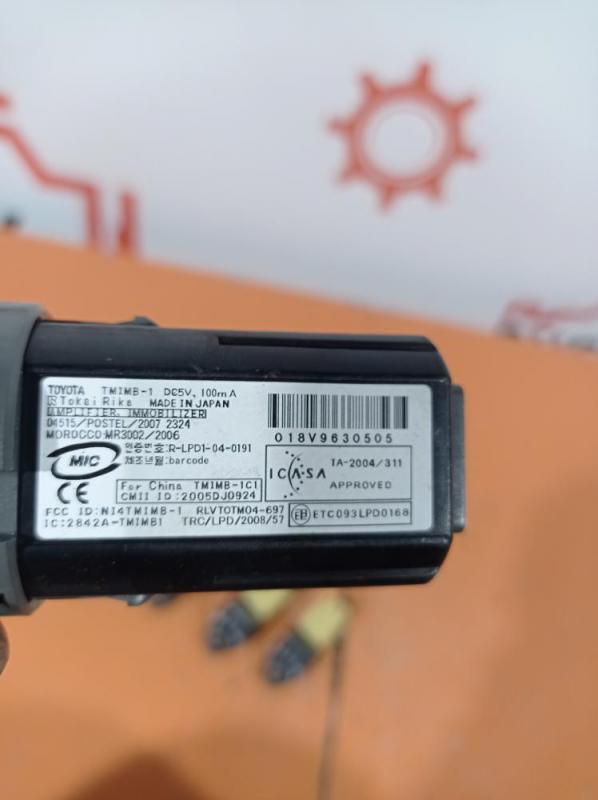 TOYOTA TMIMB-1 DC5V, 100mA
Tokai Rika MADE IN JAPAN
AMPLIFIER, IMMOBILIZER
04515/POSTEL/2007 2324
MOROCCO:MR3002/2006
MIC
인증번호:R-LPD1-04-0191
제조년월:barcode
CE
For China TMIMB-1C1
CMII ID:2005DJ0924
FCC ID:NI4TMIMB-1 RLVTOTM04-697
IC:2842A-TMIMB1 TRC/LPD/2008/57
018V9630505
ICASA
TA-2004/311
APPROVED
ETC093LPD0168